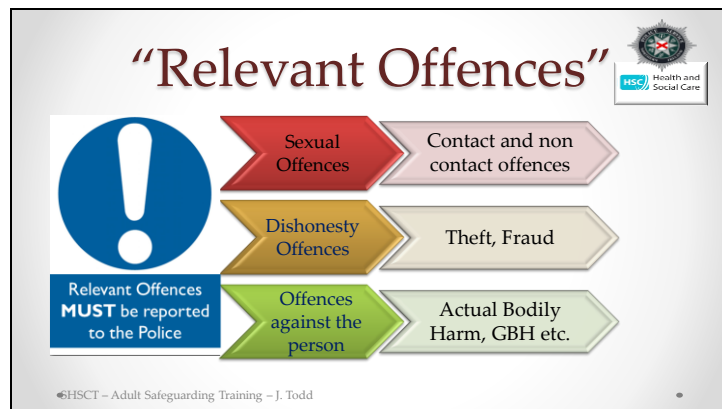 “Relevant Offences”
HSC Health and
Social Care
Sexual
Offences
Contact and non
contact offences
Dishonesty
Offences
Theft, Fraud
Relevant Offences
MUST be reported
to the Police
Offences
against the
person
Actual Bodily
Harm, GBH etc.
SHSCT – Adult Safeguarding Training – J. Todd